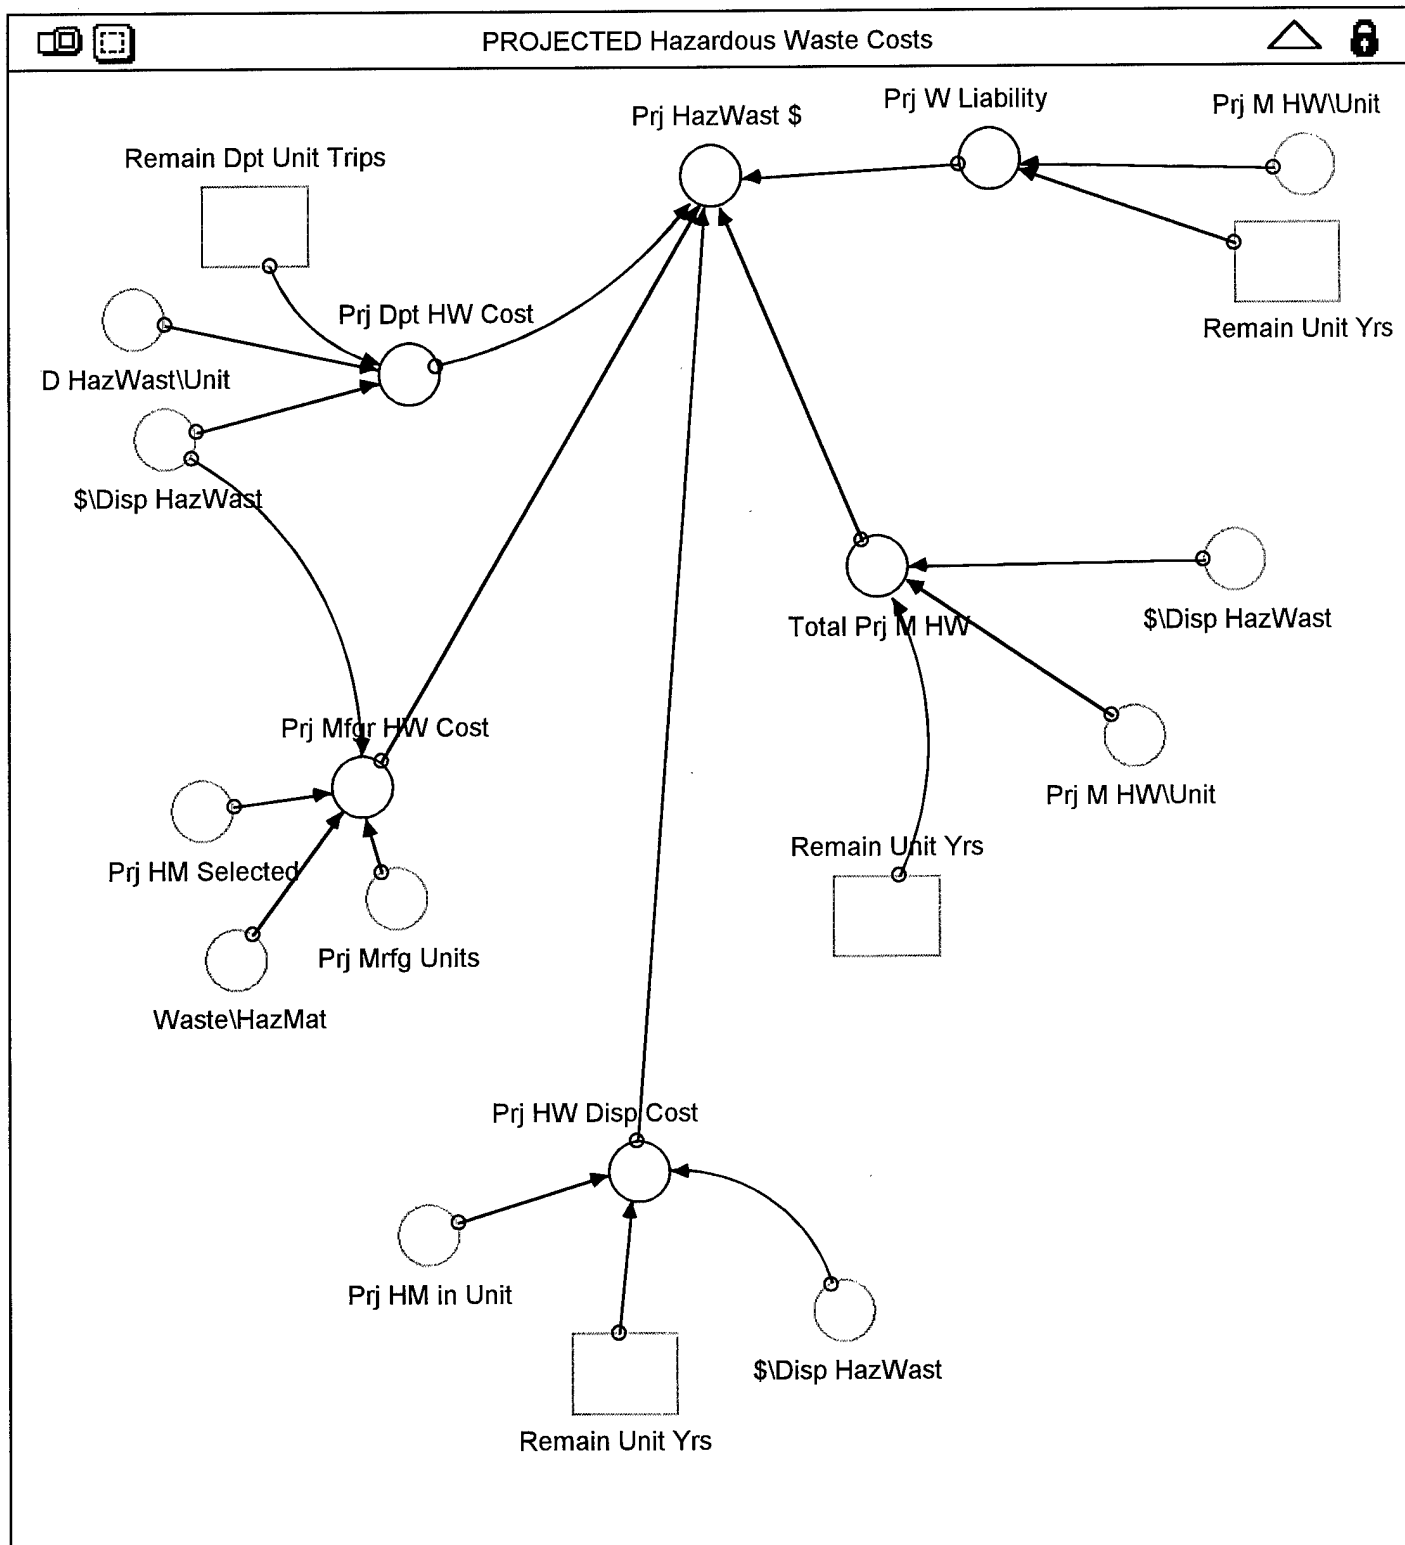 PROJECTED Hazardous Waste Costs
Prj W Liability
Prj M HW\Unit
Prj HazWast $
Remain Dpt Unit Trips
Prj Dpt HW Cost
Remain Unit Yrs
D HazWast\Unit
$\Disp HazWast
Total Prj M HW
$\Disp HazWast
Prj Mfgr HW Cost
Prj M HW\Unit
Remain Unit Yrs
Prj HM Selected
Prj Mrfg Units
Waste\HazMat
Prj HW Disp Cost
Prj HM in Unit
$\Disp HazWast
Remain Unit Yrs